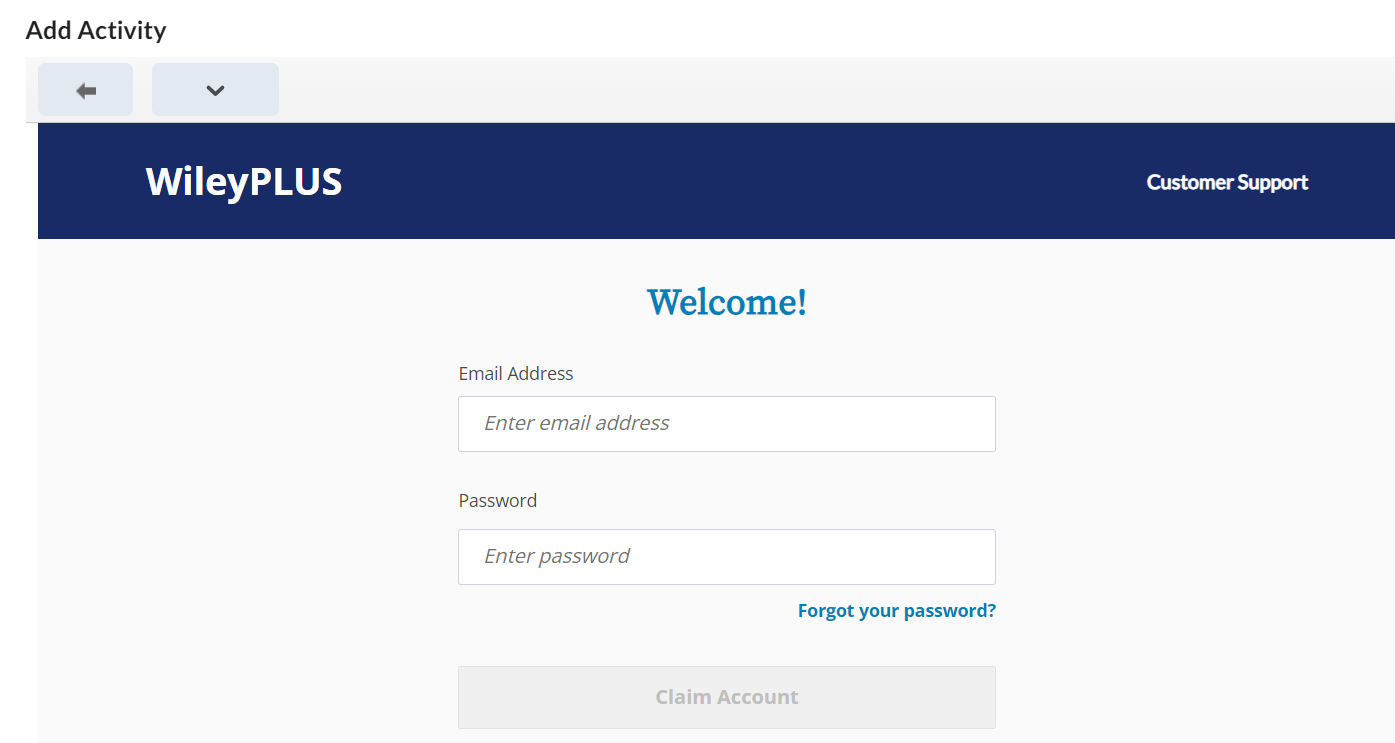 Add Activity
WileyPLUS
Customer Support
Welcome!
Email Address
Enter email address
Password
Enter password
Forgot your password?
Claim Account